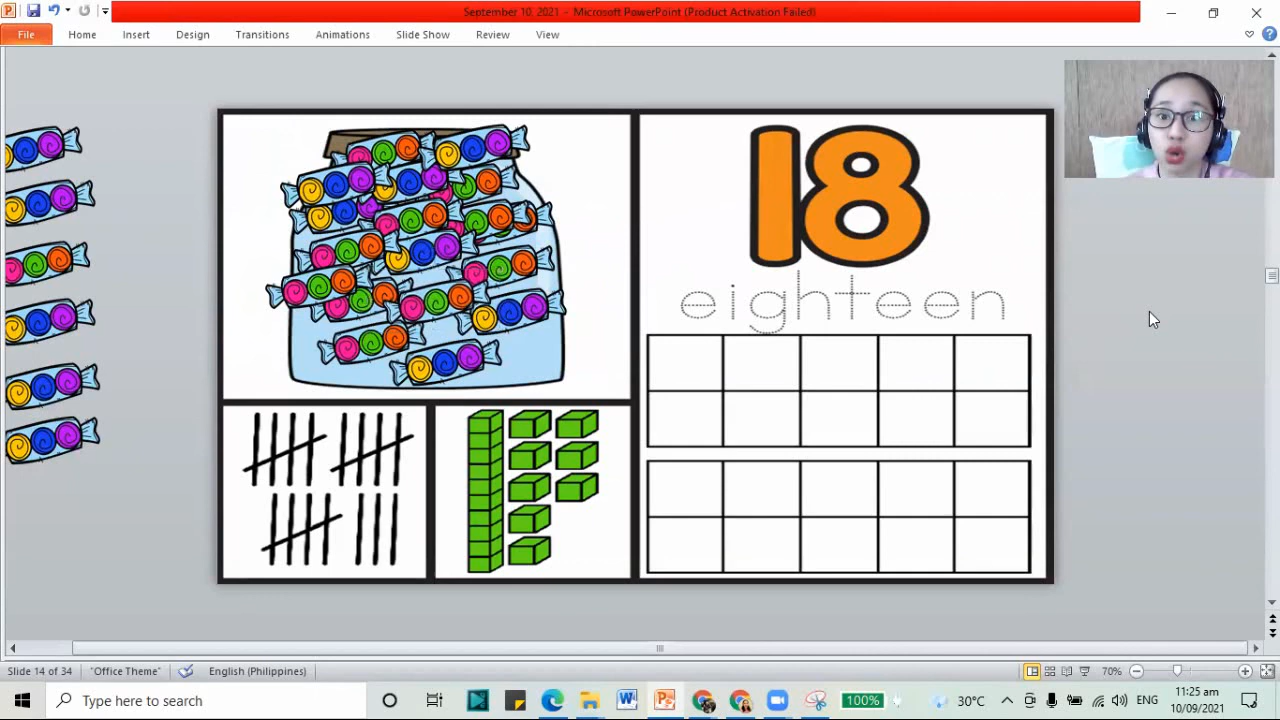 September 10, 2021 - Microsoft PowerPoint (Product Activation Failed)
File Home Insert Design Transitions Animations Slide Show Review View
18
eighteen
Slide 14 of 34 "Office Theme" English (Philippines) 70%
Type here to search 100% 30°C ENG 11:25 am
10/09/2021